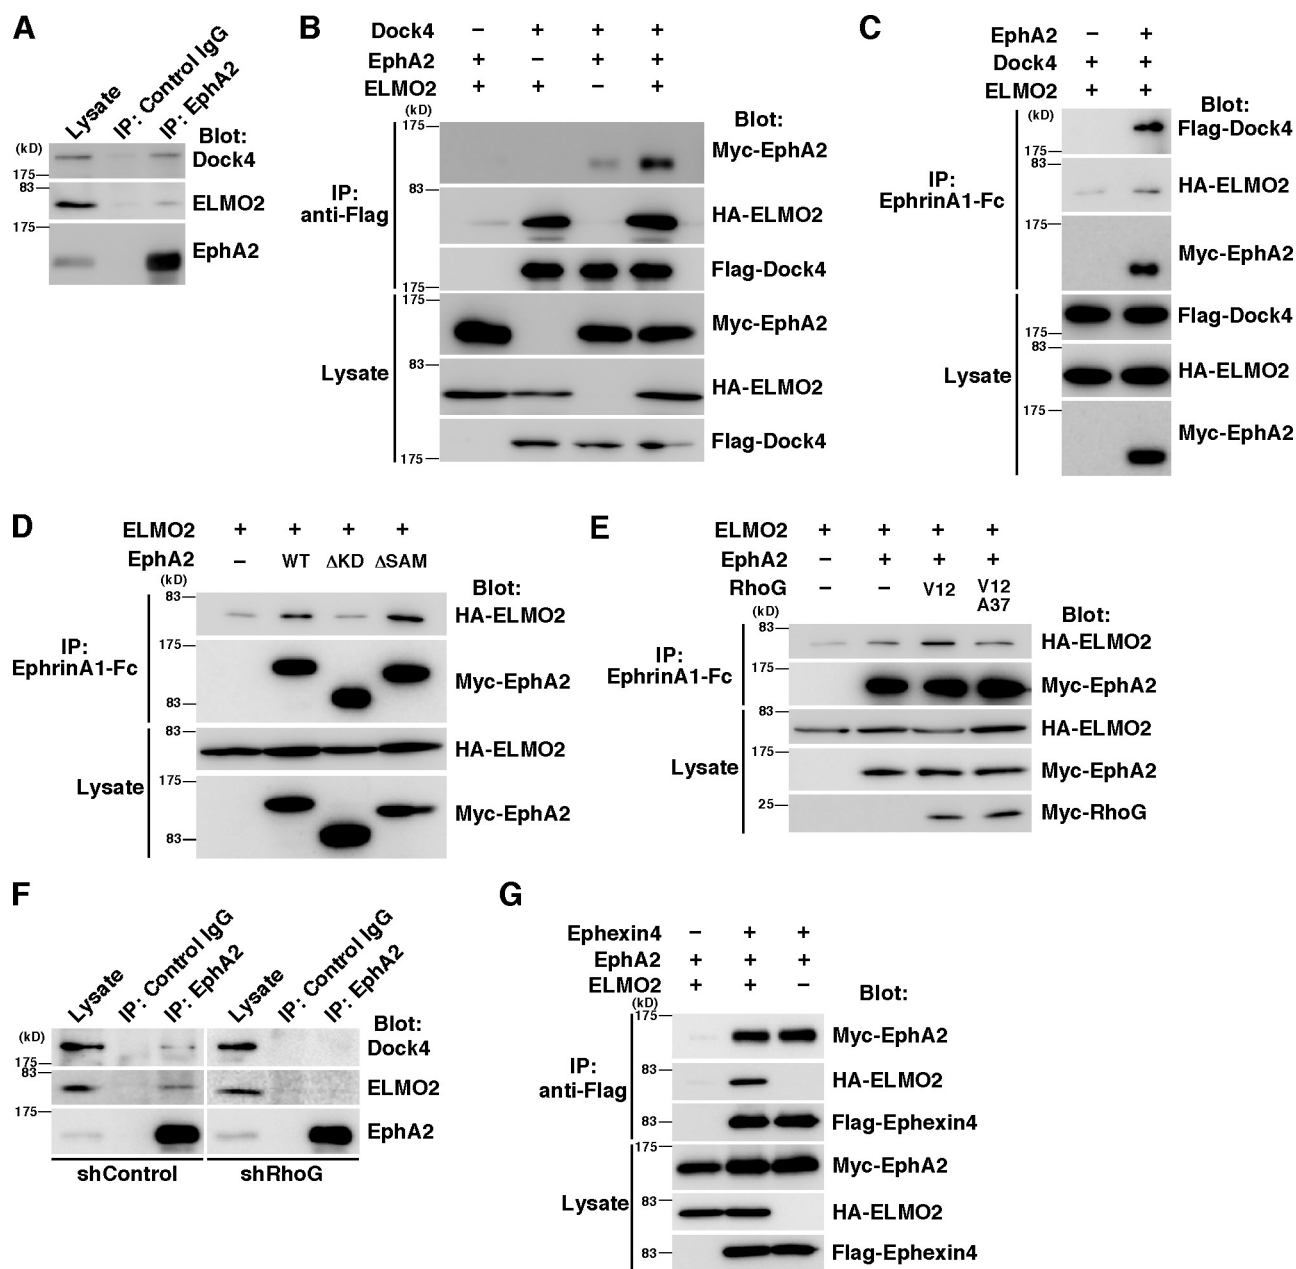 A
Lysate
IP: Control IgG
IP: EphA2
Blot:
(kD)
Dock4
175
83
ELMO2
175
EphA2
B
Dock4 – + + +
EphA2 + – + +
ELMO2 + + – +
(kD)
Blot:
175
Myc-EphA2
IP:
anti-Flag
83
HA-ELMO2
Flag-Dock4
175
175
Myc-EphA2
Lysate
83
HA-ELMO2
Flag-Dock4
175
C
EphA2 – +
Dock4 + +
ELMO2 + +
(kD)
Blot:
Flag-Dock4
175
83
IP:
EphrinA1-Fc
HA-ELMO2
175
Myc-EphA2
Flag-Dock4
175
83
Lysate
HA-ELMO2
175
Myc-EphA2
D
ELMO2 + + + +
EphA2 – WT ΔKD ΔSAM
(kD)
Blot:
83
HA-ELMO2
IP:
EphrinA1-Fc
175
Myc-EphA2
83
83
HA-ELMO2
Lysate
175
Myc-EphA2
83
E
ELMO2 + + + +
EphA2 – + + +
RhoG – – V12 V12
A37
(kD)
Blot:
83
HA-ELMO2
IP:
EphrinA1-Fc
175
Myc-EphA2
83
HA-ELMO2
Lysate
175
Myc-EphA2
25
Myc-RhoG
F
Lysate
IP: Control IgG
IP: EphA2
Lysate
IP: Control IgG
IP: EphA2
Blot:
(kD)
Dock4
175
83
ELMO2
175
EphA2
shControl shRhoG
G
Ephexin4 – + +
EphA2 + + +
ELMO2 + + –
(kD)
Blot:
175
Myc-EphA2
IP:
anti-Flag
83
HA-ELMO2
83
Flag-Ephexin4
175
Myc-EphA2
Lysate
83
HA-ELMO2
83
Flag-Ephexin4